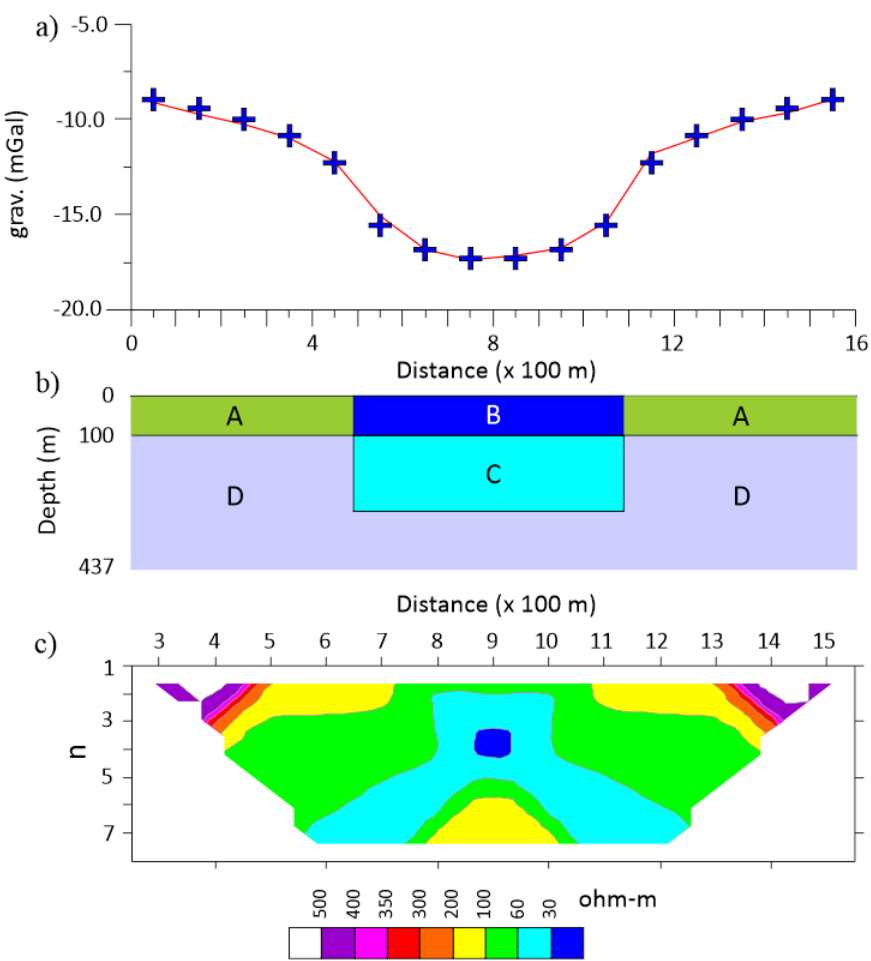 a)
-5.0
-10.0
-15.0
-20.0
grav. (mGal)
0 4 8 12 16
Distance (x 100 m)
b)
0
100
437
Depth (m)
A B A
D C D
Distance (x 100 m)
c)
3 4 5 6 7 8 9 10 11 12 13 14 15
1
3
5
7
n
500 400 350 300 200 100 60 30 ohm-m